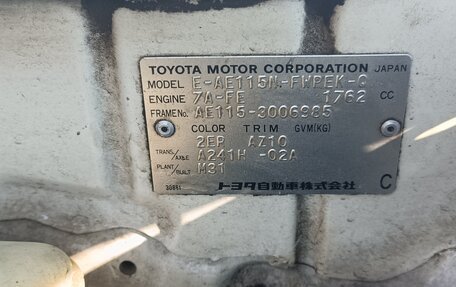 TOYOTA MOTOR CORPORATION JAPAN
MODEL E-AE115N-FWPEK-Q
ENGINE 7A-FE 1762 CC
FRAME No. AE115-3006985
COLOR TRIM GVM(KG)
2EP AZ10
TRANS/AXLE A241H -02A
PLANT/BUILT M31
トヨタ自動車株式会社 C